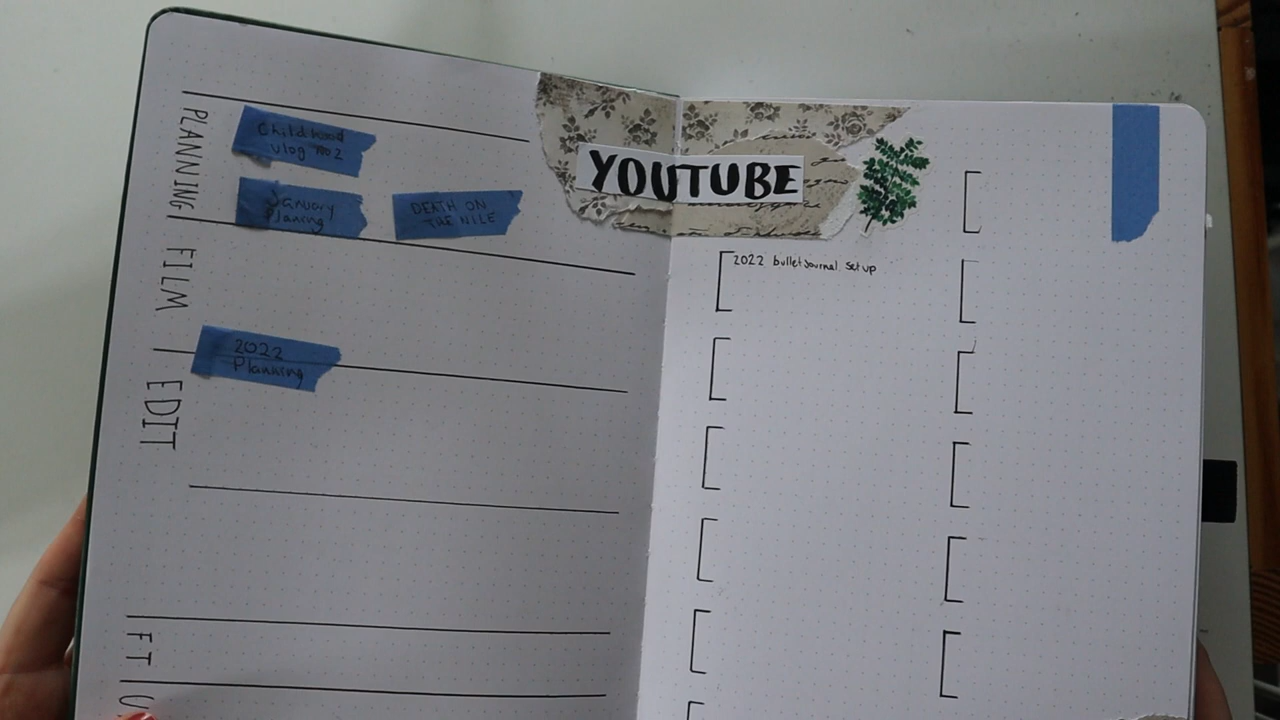 YOUTUBE
PLANNING
Childhood
vlog no 2
January
Planing
DEATH ON
THE NILE
FILM
2022
Planning
EDIT
FT
2022 bullet journal set up